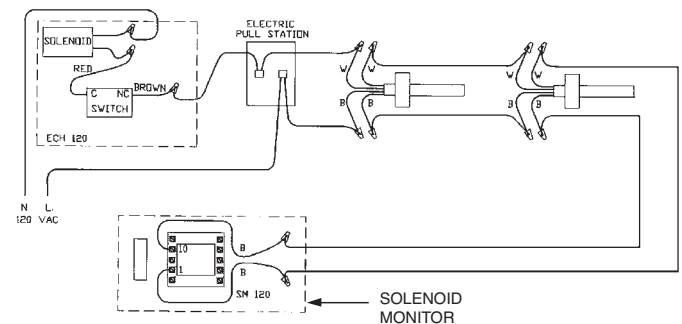 ELECTRIC
PULL STATION
SOLENOID
RED
C NC
BROWN
SWITCH
ECH 120
W W
B B
W W
B B
N L
120 VAC
10
1
B
B
SM 120
SOLENOID
MONITOR